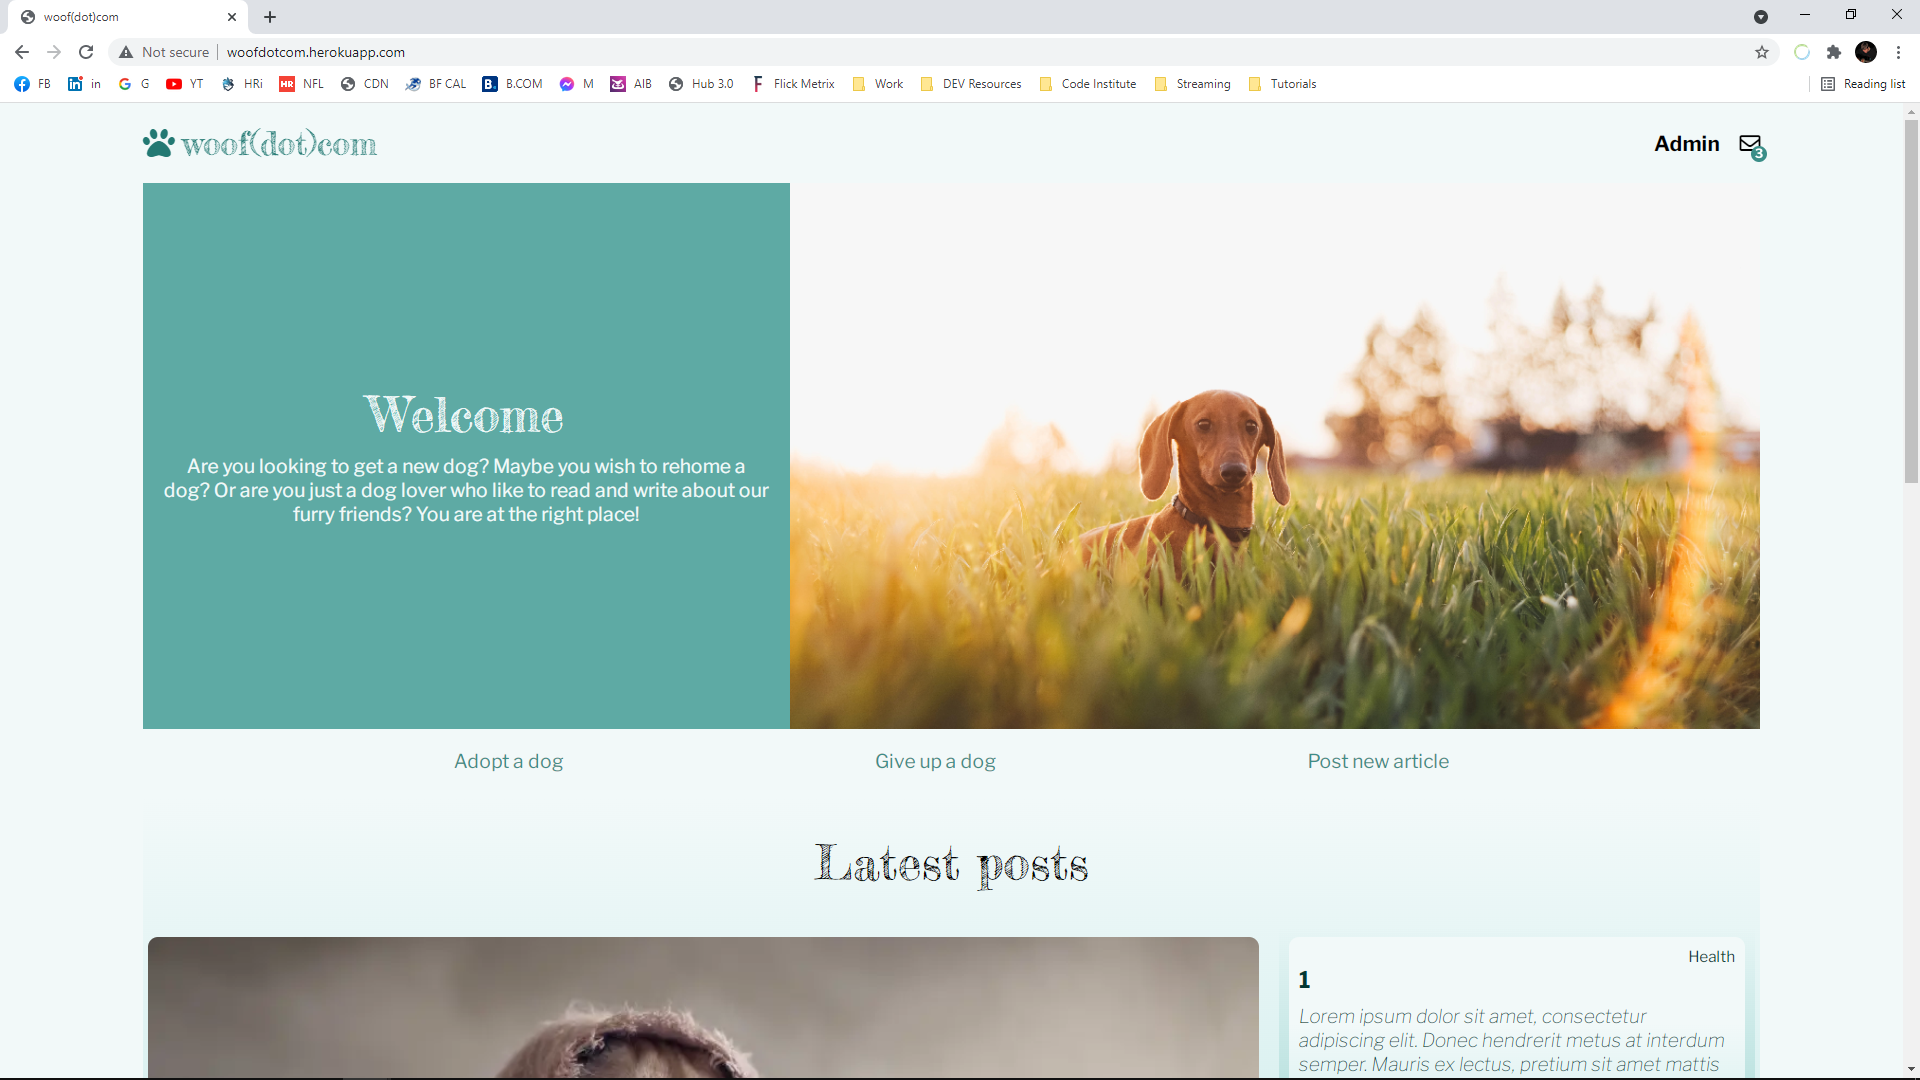 woof(dot)com
Not secure
woofdotcom.herokuapp.com
FB
in
G
YT
HRi
HR
NFL
CDN
BF CAL
B.
B.COM
M
AIB
Hub 3.0
Flick Metrix
Work
DEV Resources
Code Institute
Streaming
Tutorials
Reading list
woof(dot)com
Admin
3
Welcome
Are you looking to get a new dog? Maybe you wish to rehome a
dog? Or are you just a dog lover who like to read and write about our
furry friends? You are at the right place!
Adopt a dog
Give up a dog
Post new article
Latest posts
Health
1
Lorem ipsum dolor sit amet, consectetur
adipiscing elit. Donec hendrerit metus at interdum
semper. Mauris ex lectus, pretium sit amet mattis